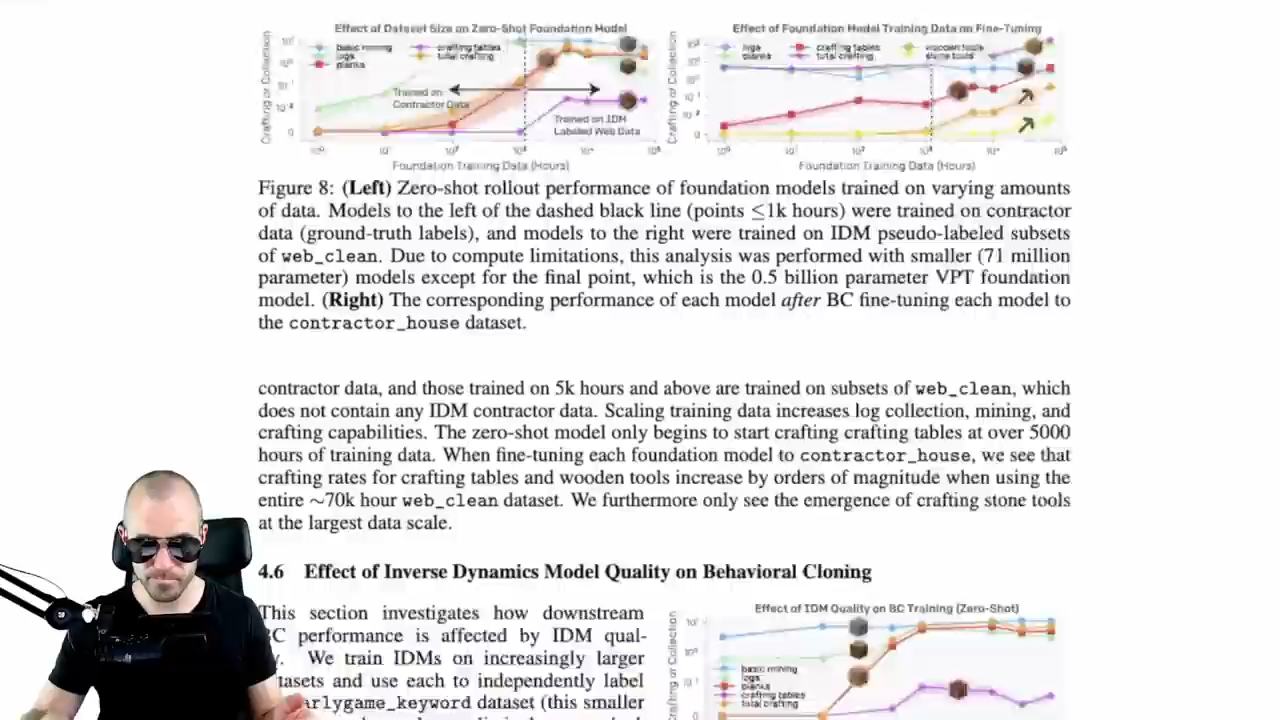 Effect of Dataset Size on Zero-Shot Foundation Model
Crafting or Collection
basic mining
logs
planks
crafting tables
total crafting
Trained on
Contractor Data
Trained on IDM
Labeled Web Data
Foundation Training Data (Hours)
Effect of Foundation Model Training Data on Fine-Tuning
Crafting or Collection
logs
planks
crafting tables
total crafting
wooden tools
stone tools
Foundation Training Data (Hours)
Figure 8: (Left) Zero-shot rollout performance of foundation models trained on varying amounts
of data. Models to the left of the dashed black line (points ≤1k hours) were trained on contractor
data (ground-truth labels), and models to the right were trained on IDM pseudo-labeled subsets
of web_clean. Due to compute limitations, this analysis was performed with smaller (71 million
parameter) models except for the final point, which is the 0.5 billion parameter VPT foundation
model. (Right) The corresponding performance of each model after BC fine-tuning each model to
the contractor_house dataset.
contractor data, and those trained on 5k hours and above are trained on subsets of web_clean, which
does not contain any IDM contractor data. Scaling training data increases log collection, mining, and
crafting capabilities. The zero-shot model only begins to start crafting crafting tables at over 5000
hours of training data. When fine-tuning each foundation model to contractor_house, we see that
crafting rates for crafting tables and wooden tools increase by orders of magnitude when using the
entire ∼70k hour web_clean dataset. We furthermore only see the emergence of crafting stone tools
at the largest data scale.
4.6 Effect of Inverse Dynamics Model Quality on Behavioral Cloning
This section investigates how downstream
BC performance is affected by IDM qual-
We train IDMs on increasingly larger
tasets and use each to independently label
arlygame_keyword dataset (this smaller
Effect of IDM Quality on BC Training (Zero-Shot)
Crafting or Collection
basic mining
logs
planks
crafting tables
total crafting